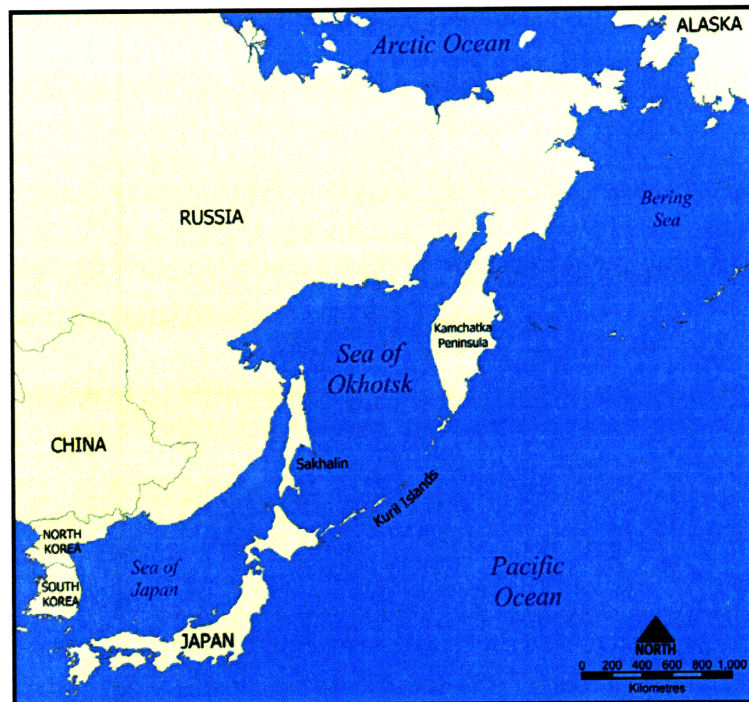 Arctic Ocean
ALASKA
Bering
Sea
RUSSIA
Kamchatka
Peninsula
Sea of
Okhotsk
CHINA
Sakhalin
Kuril Islands
NORTH
KOREA
Sea of
Japan
SOUTH
KOREA
Pacific
Ocean
JAPAN
NORTH
0 200 400 600 800 1.000
Kilometres